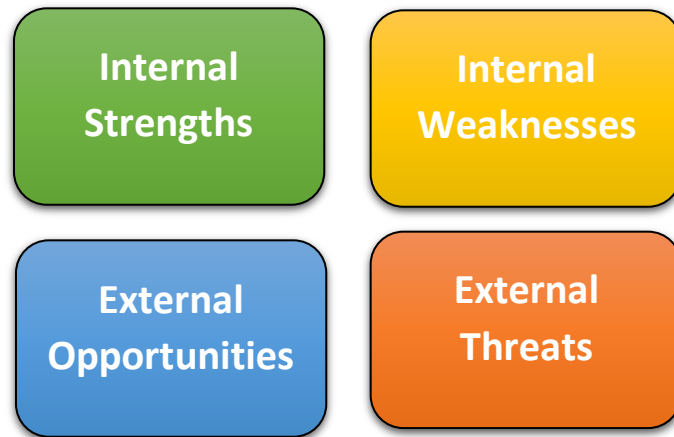 Internal
Strengths
Internal
Weaknesses
External
Opportunities
External
Threats